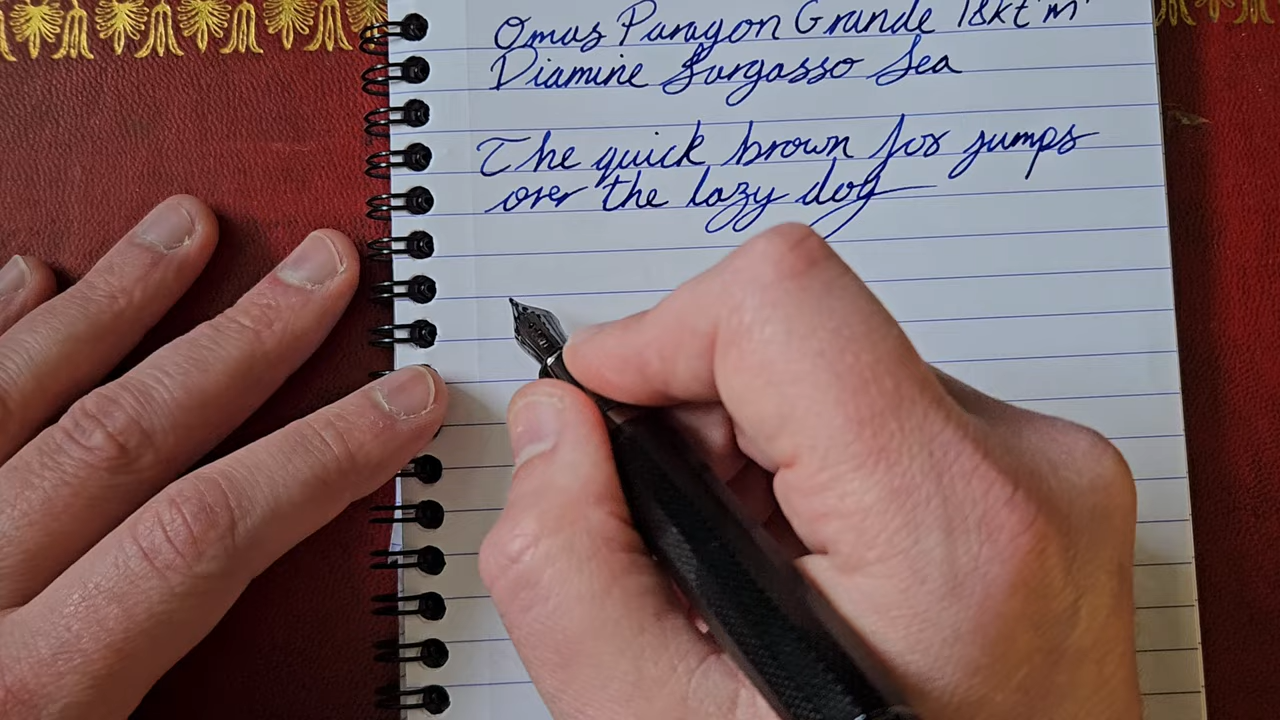 Omas Paragon Grande 18kt 'm'
Diamine Sargasso Sea
The quick brown fox jumps
over the lazy dog